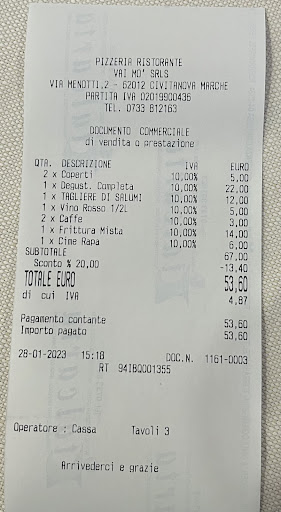 PIZZERIA RISTORANTE
VAI MO' SRLS
VIA MENOTTI,2 - 62012 CIVITANOVA MARCHE
PARTITA IVA 02019900436
TEL. 0733 812163
DOCUMENTO COMMERCIALE
di vendita o prestazione
QTA. DESCRIZIONE IVA EURO
2 x Coperti 10,00% 5,00
1 x Degust. Completa 10,00% 22,00
1 x TAGLIERE DI SALUMI 10,00% 12,00
1 x Vino Rosso 1/2L 10,00% 5,00
2 x Caffe 10,00% 3,00
1 x Frittura Mista 10,00% 14,00
1 x Cime Rapa 10,00% 6,00
SUBTOTALE 67,00
Sconto % 20,00 -13,40
TOTALE EURO 53,60
di cui IVA 4,87
Pagamento contante 53,60
Importo pagato 53,60
28-01-2023 15:18 DOC.N. 1161-0003
RT 94IBQ001355
Operatore : Cassa Tavoli 3
Arrivederci e grazie